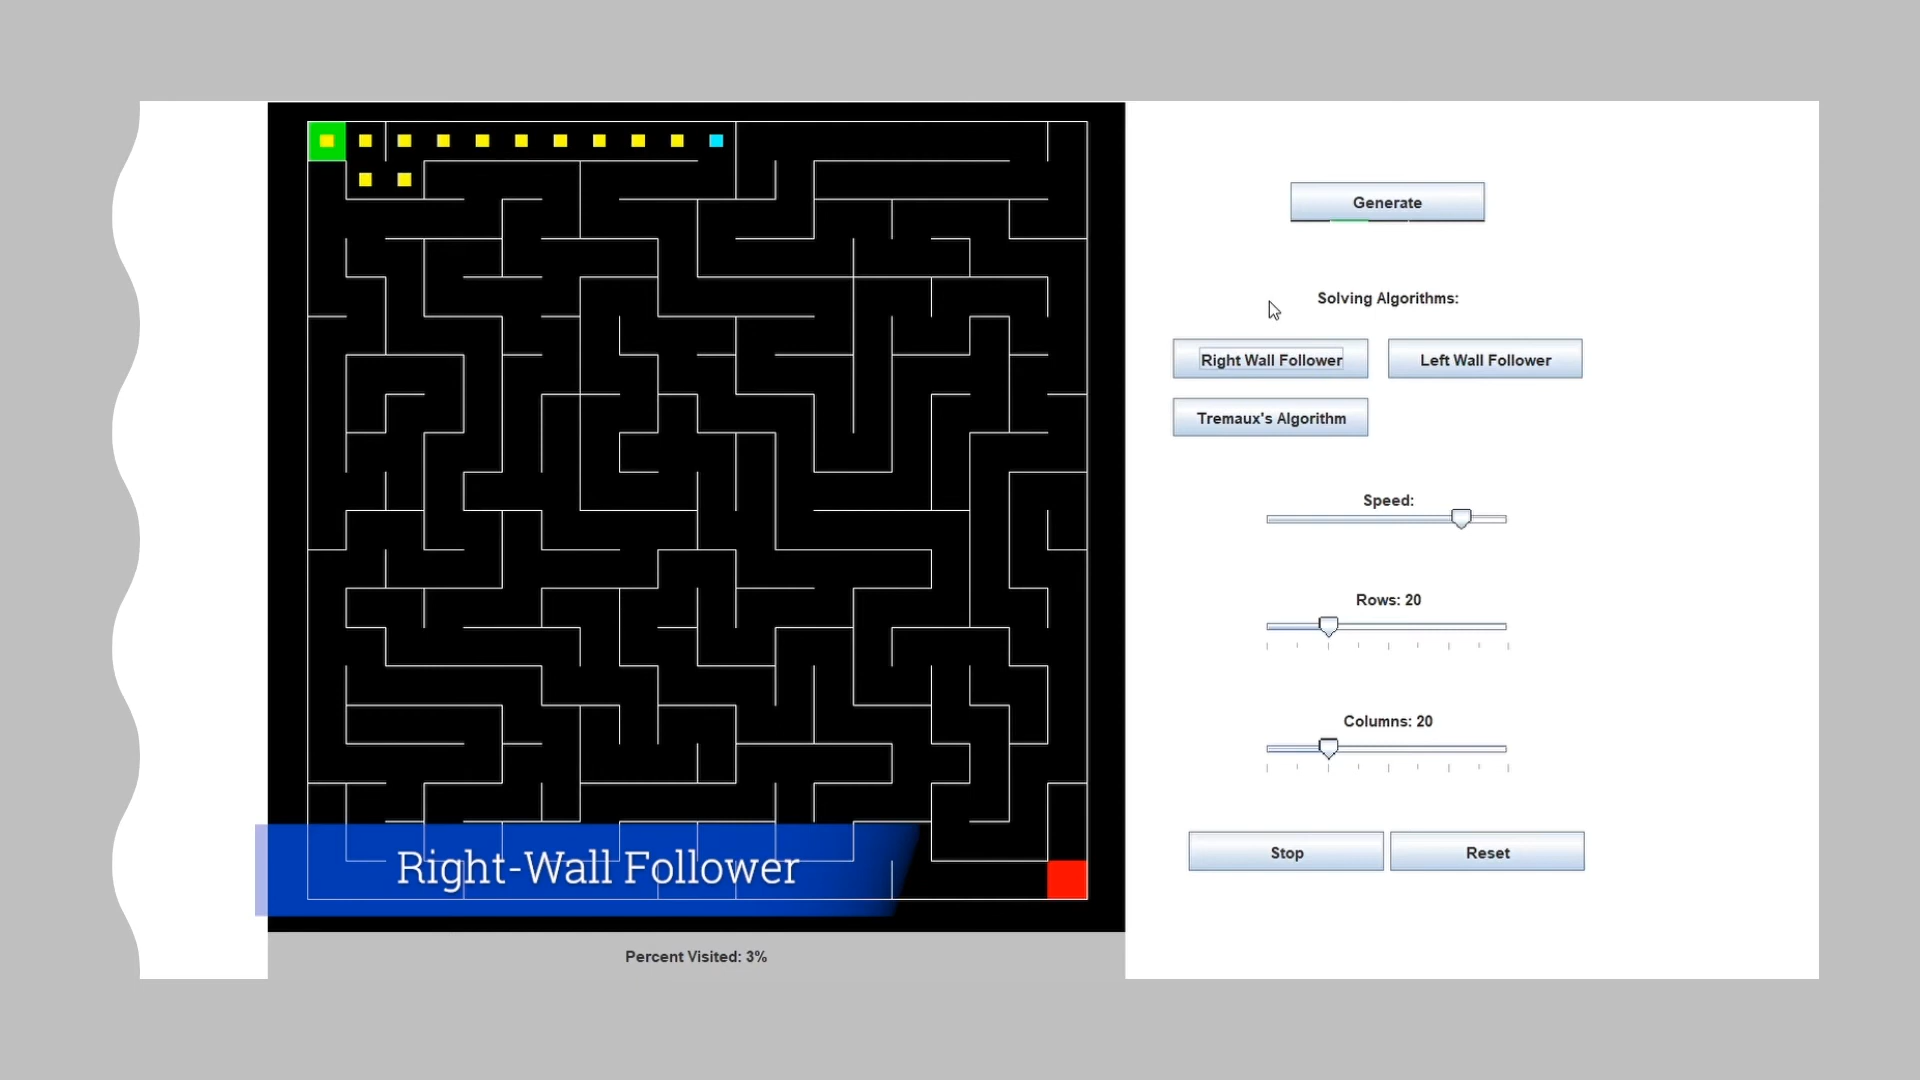 Generate
Solving Algorithms:
Right Wall Follower
Left Wall Follower
Tremaux's Algorithm
Speed:
Rows: 20
Columns: 20
Stop
Reset
Right-Wall Follower
Percent Visited: 3%